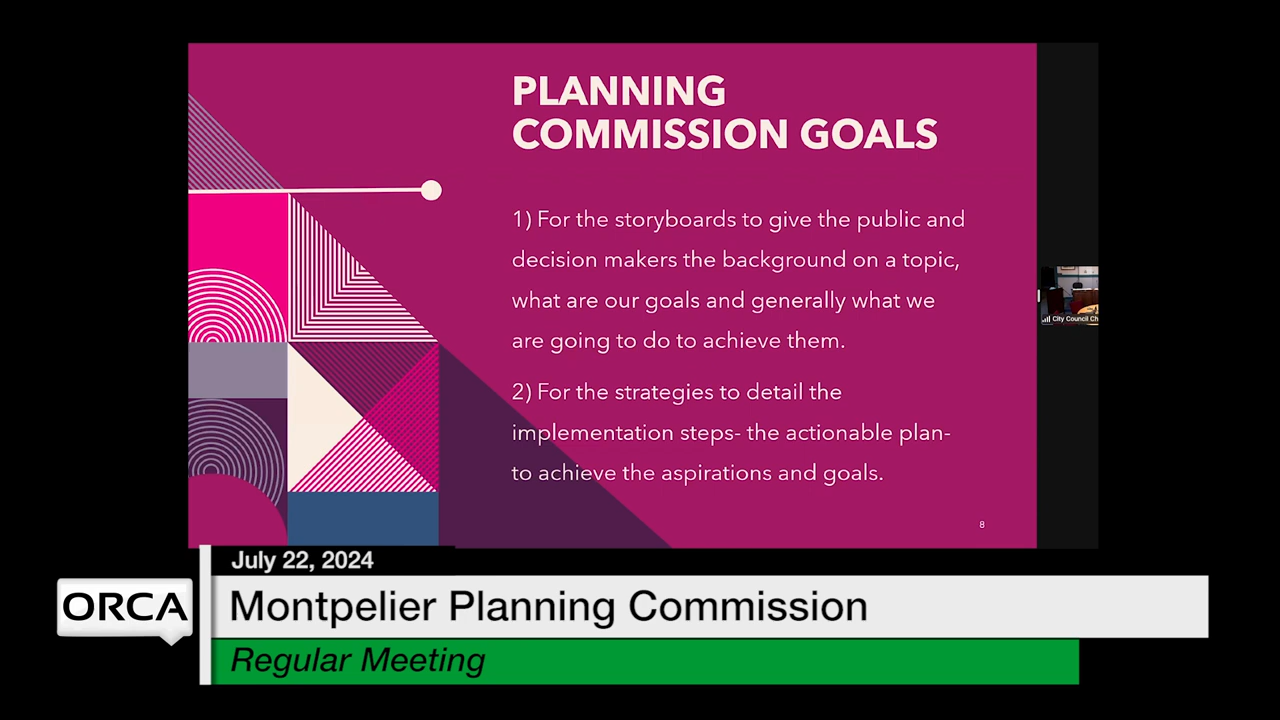 PLANNING
COMMISSION GOALS
1) For the storyboards to give the public and
decision makers the background on a topic,
what are our goals and generally what we
are going to do to achieve them.
2) For the strategies to detail the
implementation steps- the actionable plan-
to achieve the aspirations and goals.
8
City Council Ch
July 22, 2024
ORCA
Montpelier Planning Commission
Regular Meeting